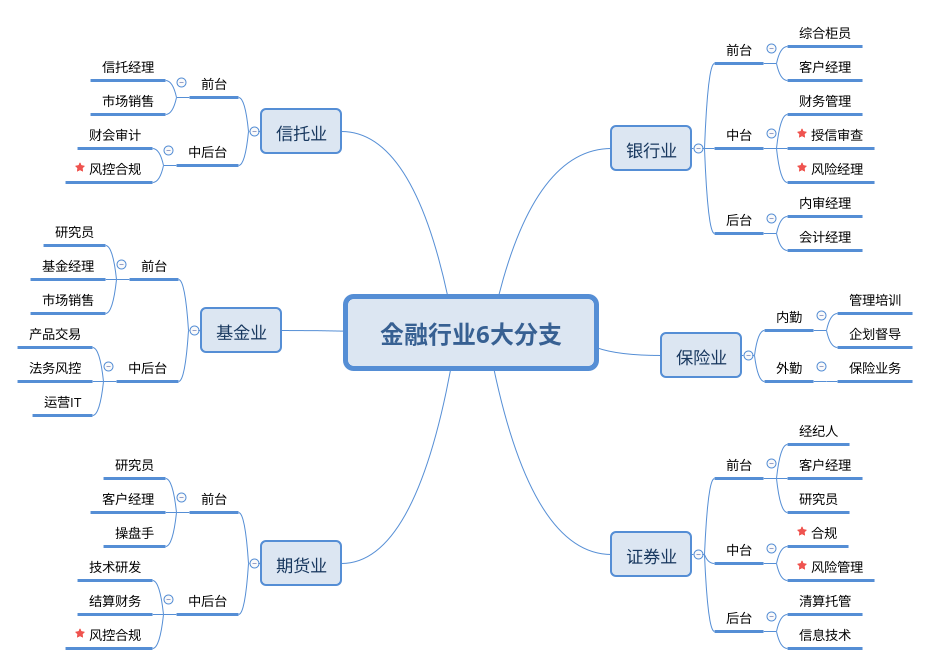 金融行业6大分支
银行业
前台
综合柜员
客户经理
中台
财务管理
授信审查
风险经理
后台
内审经理
会计经理
保险业
内勤
管理培训
企划督导
外勤
保险业务
证券业
前台
经纪人
客户经理
研究员
中台
合规
风险管理
后台
清算托管
信息技术
信托业
前台
信托经理
市场销售
中后台
财会审计
风控合规
基金业
前台
研究员
基金经理
市场销售
中后台
产品交易
法务风控
运营IT
期货业
前台
研究员
客户经理
操盘手
中后台
技术研发
结算财务
风控合规